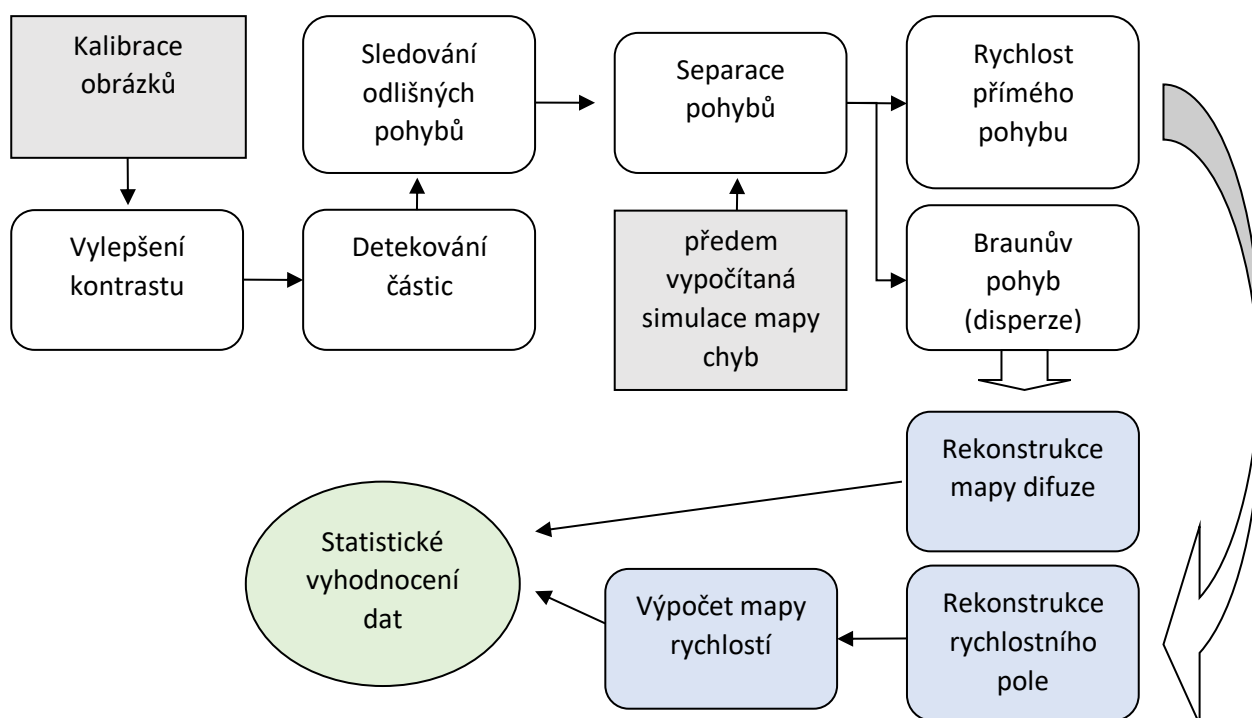 Kalibrace
obrázků
Sledování
odlišných
pohybů
Separace
pohybů
Rychlost
přímého
pohybu
Vylepšení
kontrastu
Detekování
částic
předem
vypočítaná
simulace mapy
chyb
Braunův
pohyb
(disperze)
Rekonstrukce
mapy difuze
Statistické
vyhodnocení
dat
Výpočet mapy
rychlostí
Rekonstrukce
rychlostního
pole